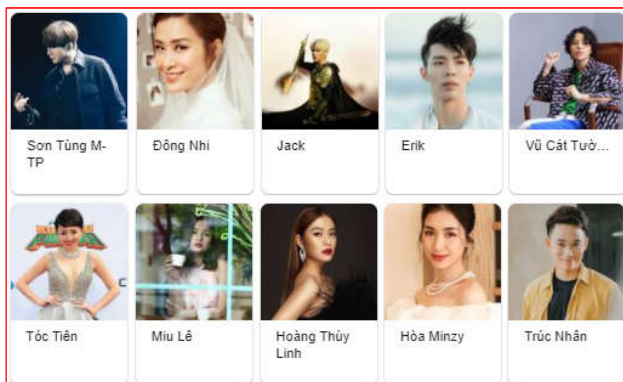 Sơn Tùng M-
TP
Đông Nhi
Jack
Erik
Vũ Cát Tườ...
Tóc Tiên
Miu Lê
Hoàng Thùy
Linh
Hòa Minzy
Trúc Nhân